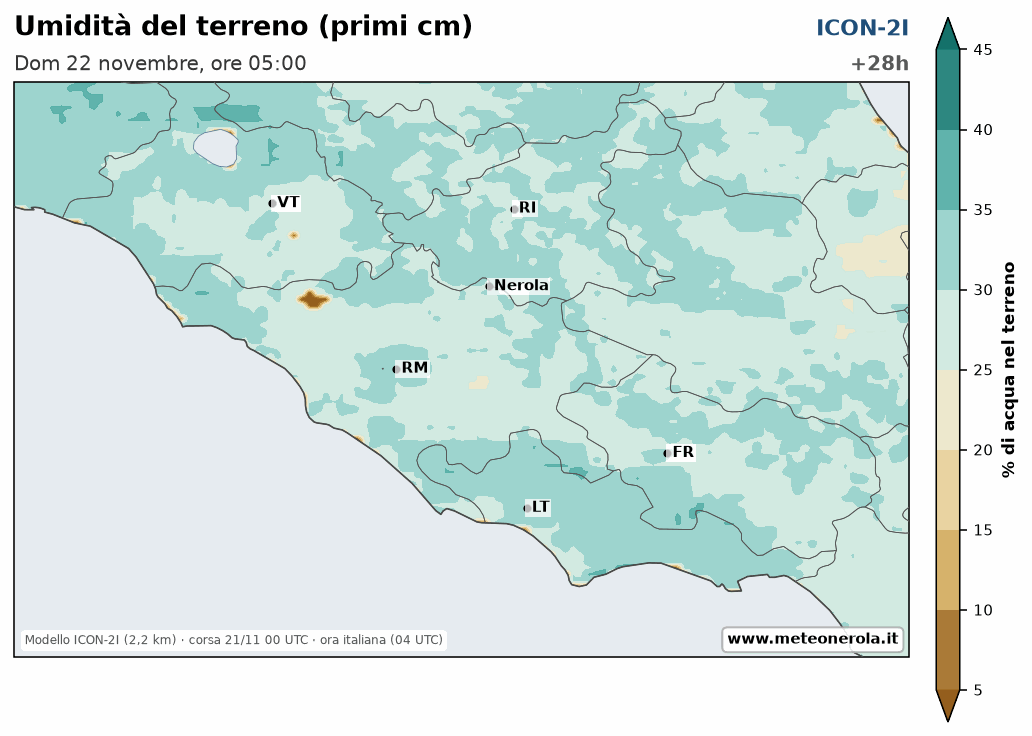 Umidità del terreno (primi cm)
ICON-2I
Dom 22 novembre, ore 05:00
+28h
45
40
35
30
25
20
15
10
5
% di acqua nel terreno
VT
RI
Nerola
RM
FR
LT
Modello ICON-2I (2,2 km) · corsa 21/11 00 UTC · ora italiana (04 UTC)
www.meteonerola.it